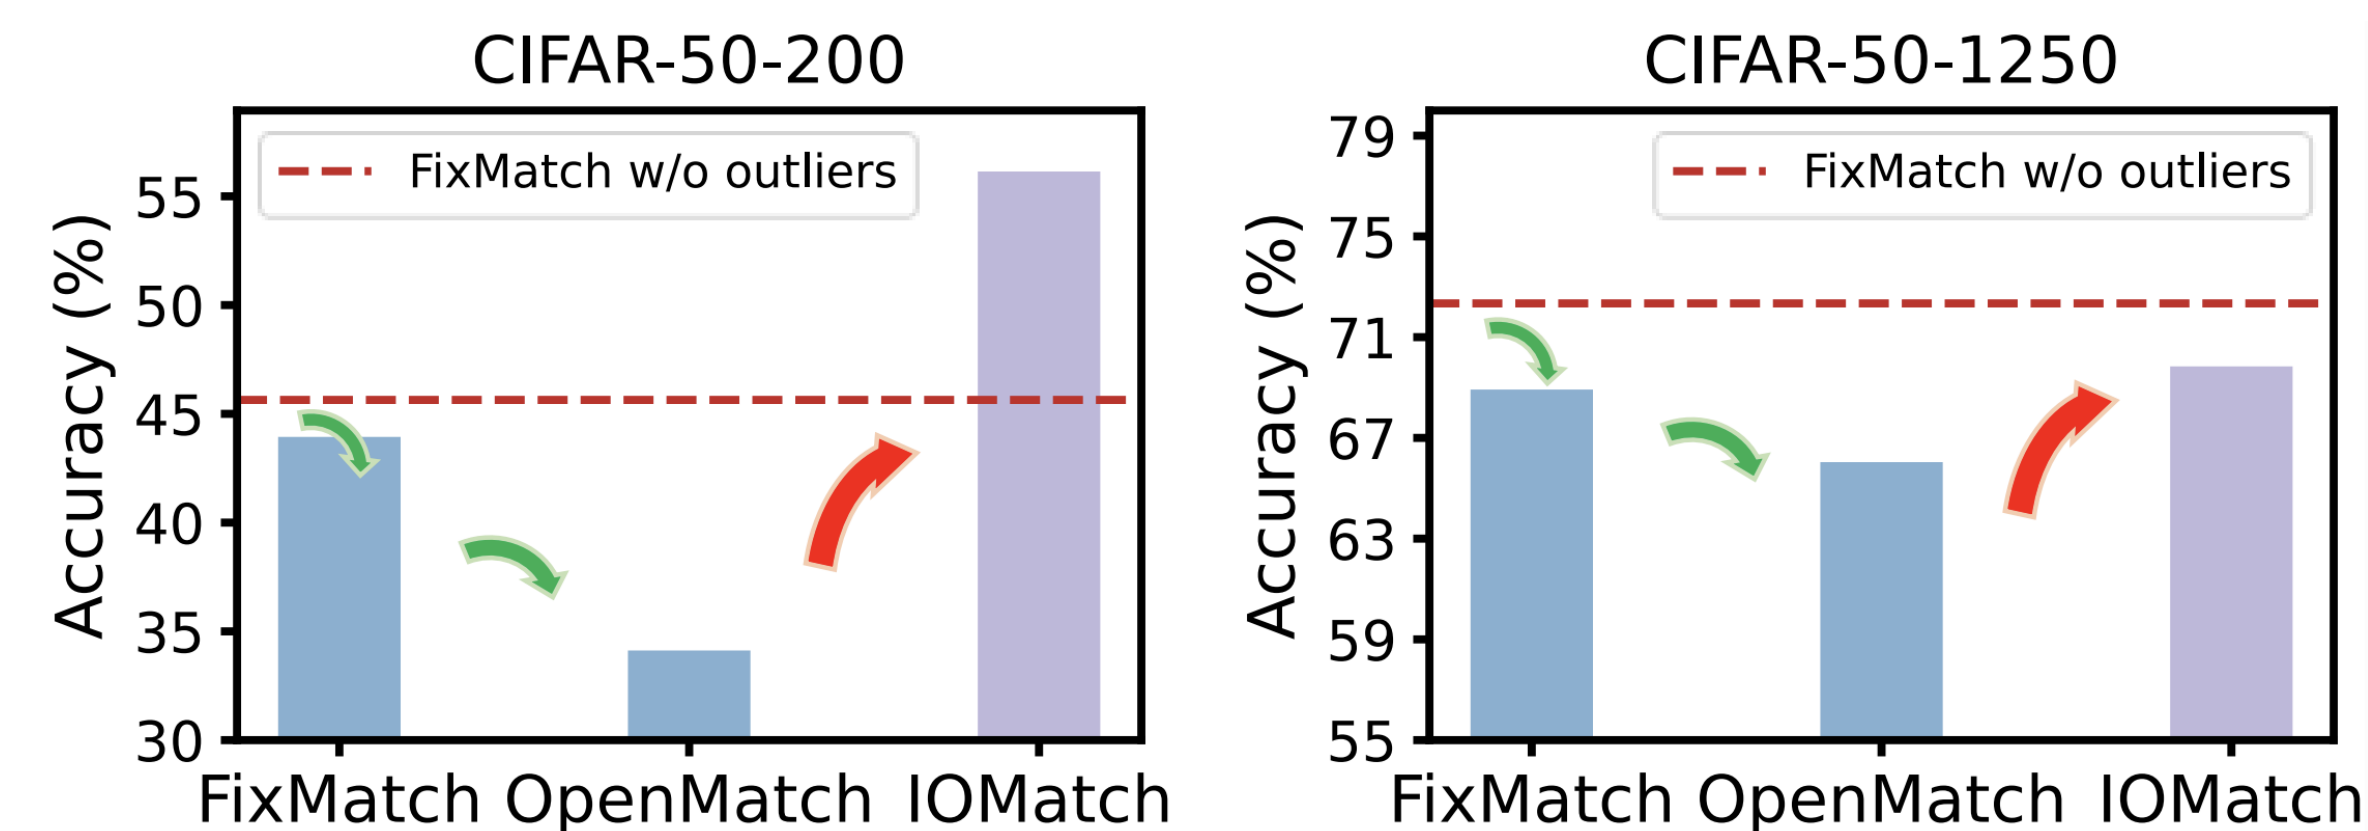 CIFAR-50-200
FixMatch w/o outliers
Accuracy (%)
55
50
45
40
35
30
FixMatch OpenMatch IOMatch
CIFAR-50-1250
FixMatch w/o outliers
Accuracy (%)
79
75
71
67
63
59
55
FixMatch OpenMatch IOMatch